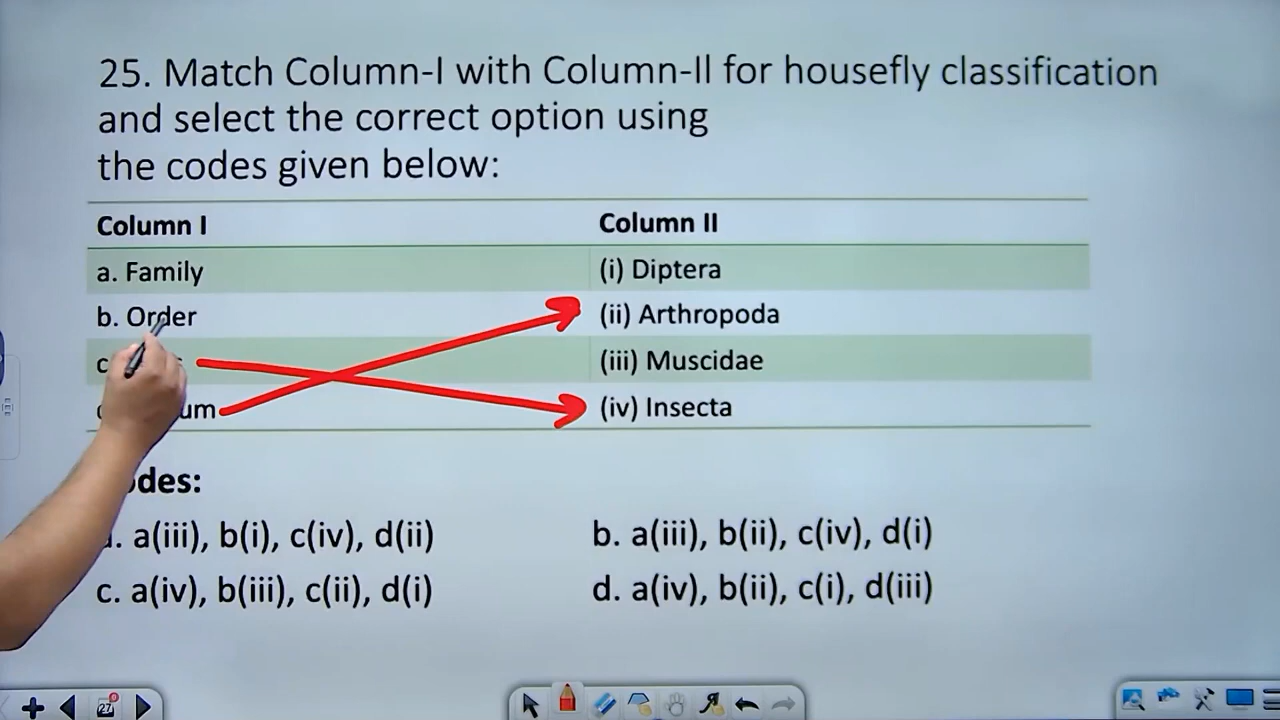 25. Match Column-I with Column-II for housefly classification
and select the correct option using
the codes given below:
Column I Column II
a. Family (i) Diptera
b. Order (ii) Arthropoda
(iii) Muscidae
(iv) Insecta
a(iii), b(i), c(iv), d(ii) b. a(iii), b(ii), c(iv), d(i)
c. a(iv), b(iii), c(ii), d(i) d. a(iv), b(ii), c(i), d(iii)
27